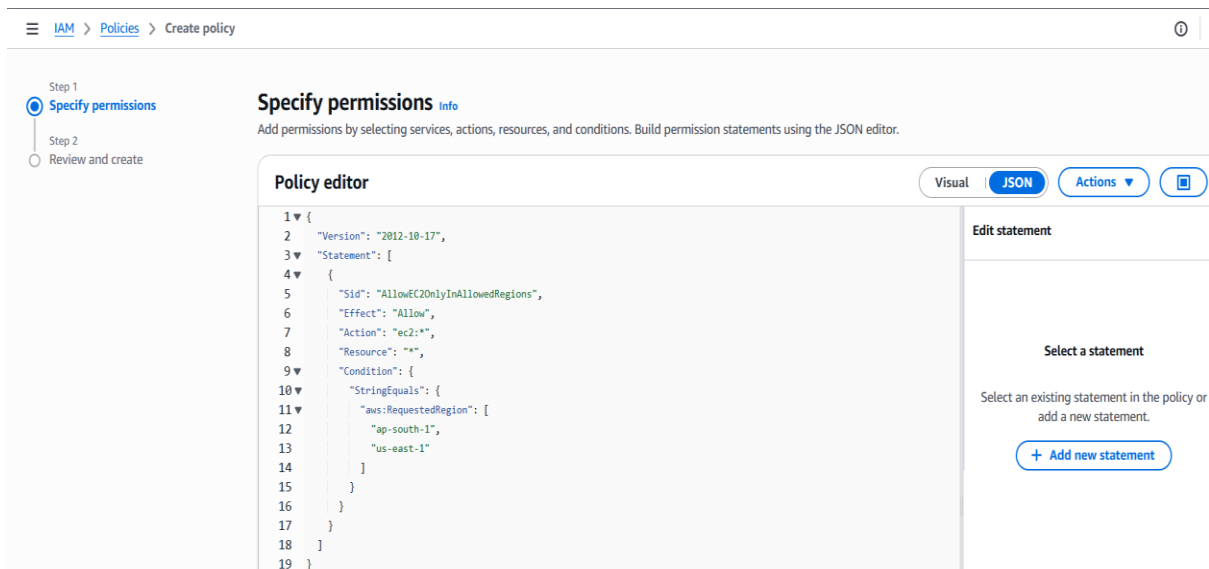 IAM > Policies > Create policy
Step 1
Specify permissions
Step 2
Review and create
Specify permissions Info
Add permissions by selecting services, actions, resources, and conditions. Build permission statements using the JSON editor.
Policy editor
Visual JSON Actions
1 {
2 "Version": "2012-10-17",
3 "Statement": [
4 {
5 "Sid": "AllowEC2OnlyInAllowedRegions",
6 "Effect": "Allow",
7 "Action": "ec2:*",
8 "Resource": "*",
9 "Condition": {
10 "StringEquals": {
11 "aws:RequestedRegion": [
12 "ap-south-1",
13 "us-east-1"
14 ]
15 }
16 }
17 }
18 ]
19 }
Edit statement
Select a statement
Select an existing statement in the policy or
add a new statement.
+ Add new statement